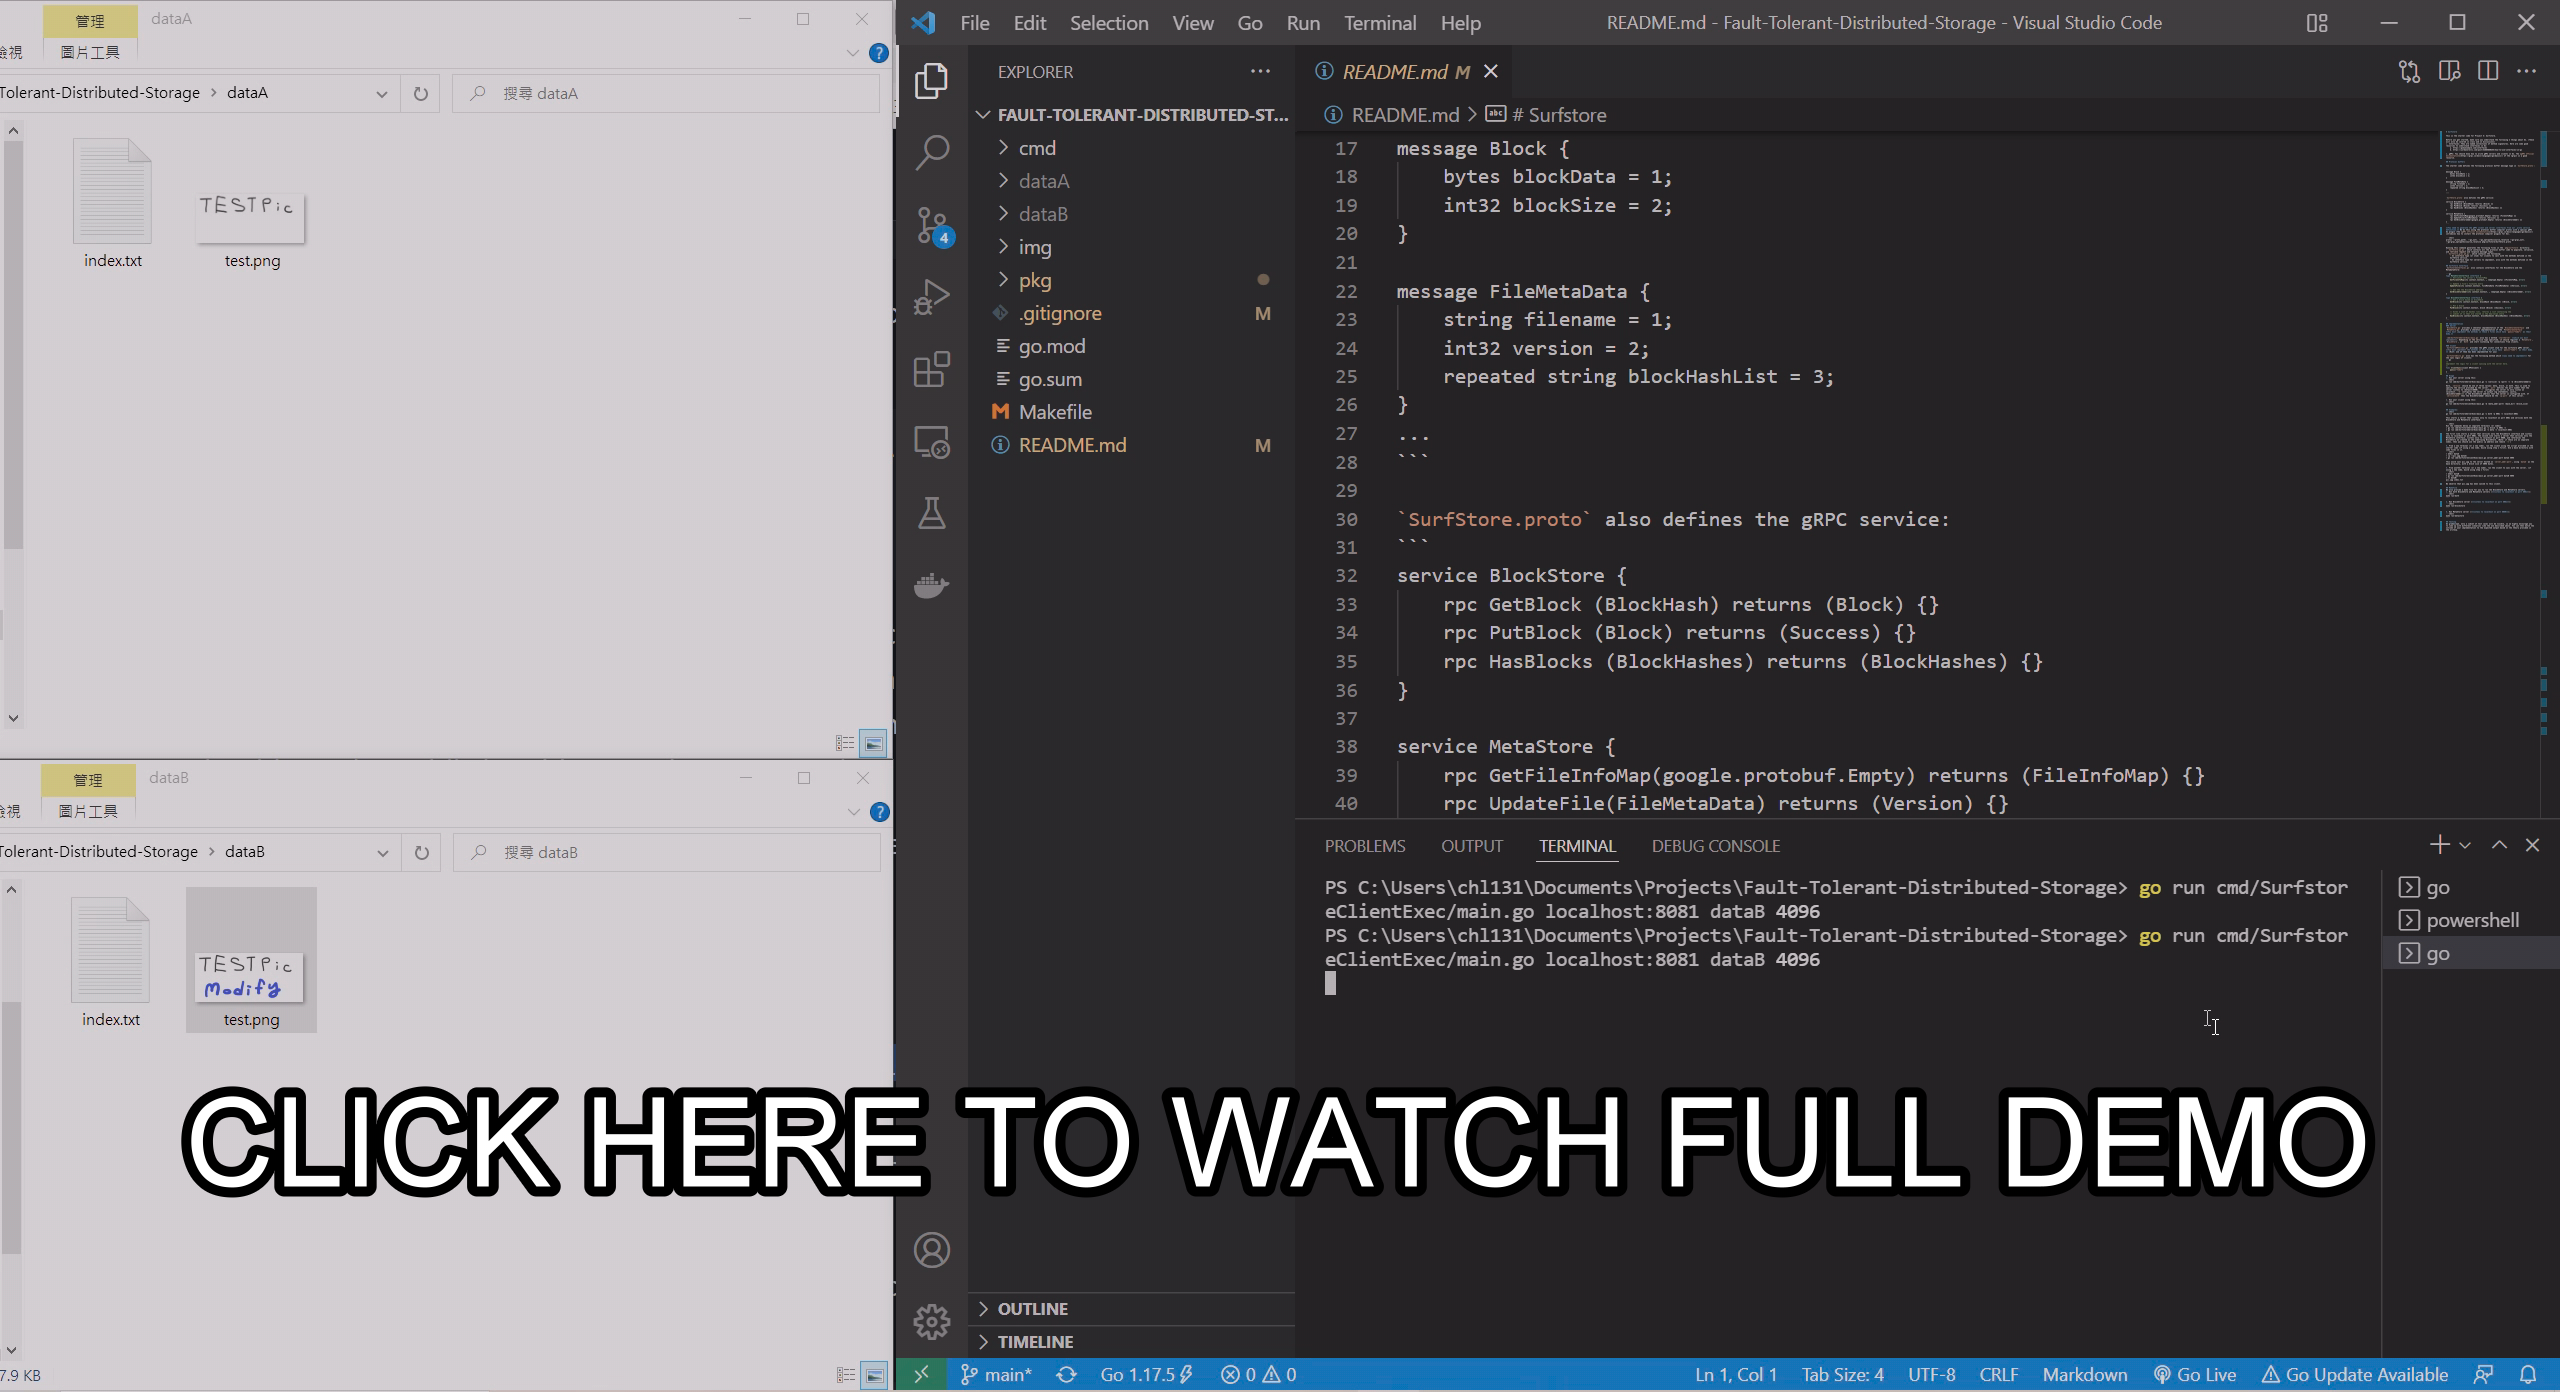 管理
dataA
檢視
圖片工具
Tolerant-Distributed-Storage > dataA
搜尋 dataA
TESTPic
index.txt
test.png
管理
dataB
檢視
圖片工具
Tolerant-Distributed-Storage > dataB
搜尋 dataB
TESTPic
Modify
index.txt
test.png
7.9 KB
File Edit Selection View Go Run Terminal Help
README.md - Fault-Tolerant-Distributed-Storage - Visual Studio Code
EXPLORER
FAULT-TOLERANT-DISTRIBUTED-ST...
cmd
dataA
dataB
img
pkg
.gitignore M
go.mod
go.sum
Makefile
README.md M
4
OUTLINE
TIMELINE
README.md M
README.md > # Surfstore
17 message Block {
18 bytes blockData = 1;
19 int32 blockSize = 2;
20 }
21
22 message FileMetaData {
23 string filename = 1;
24 int32 version = 2;
25 repeated string blockHashList = 3;
26 }
27 ...
28 ```
29
30 `SurfStore.proto` also defines the gRPC service:
31 ```
32 service BlockStore {
33 rpc GetBlock (BlockHash) returns (Block) {}
34 rpc PutBlock (Block) returns (Success) {}
35 rpc HasBlocks (BlockHashes) returns (BlockHashes) {}
36 }
37
38 service MetaStore {
39 rpc GetFileInfoMap(google.protobuf.Empty) returns (FileInfoMap) {}
40 rpc UpdateFile(FileMetaData) returns (Version) {}
PROBLEMS OUTPUT TERMINAL DEBUG CONSOLE
PS C:\Users\chl131\Documents\Projects\Fault-Tolerant-Distributed-Storage> go run cmd/Surfstor
eClientExec/main.go localhost:8081 dataB 4096
PS C:\Users\chl131\Documents\Projects\Fault-Tolerant-Distributed-Storage> go run cmd/Surfstor
eClientExec/main.go localhost:8081 dataB 4096
go
powershell
go
CLICK HERE TO WATCH FULL DEMO
main* Go 1.17.5 0 0 Ln 1, Col 1 Tab Size: 4 UTF-8 CRLF Markdown Go Live Go Update Available